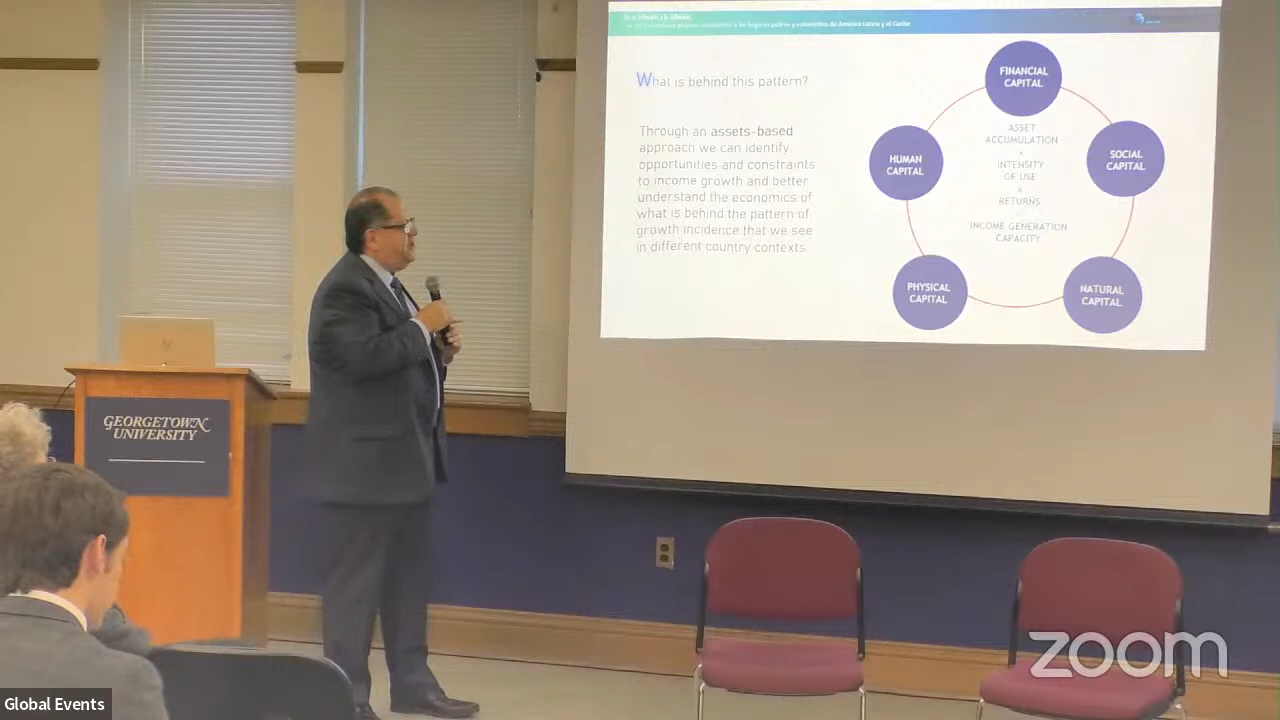 What is behind this pattern?
Through an assets-based
approach we can identify
opportunities and constraints
to income growth and better
understand the economics of
what is behind the pattern of
growth incidence that we see
in different country contexts.
FINANCIAL
CAPITAL
HUMAN
CAPITAL
SOCIAL
CAPITAL
ASSET
ACCUMULATION
×
INTENSITY
OF USE
×
RETURNS
INCOME GENERATION
CAPACITY
PHYSICAL
CAPITAL
NATURAL
CAPITAL
GEORGETOWN
UNIVERSITY
zoom
Global Events